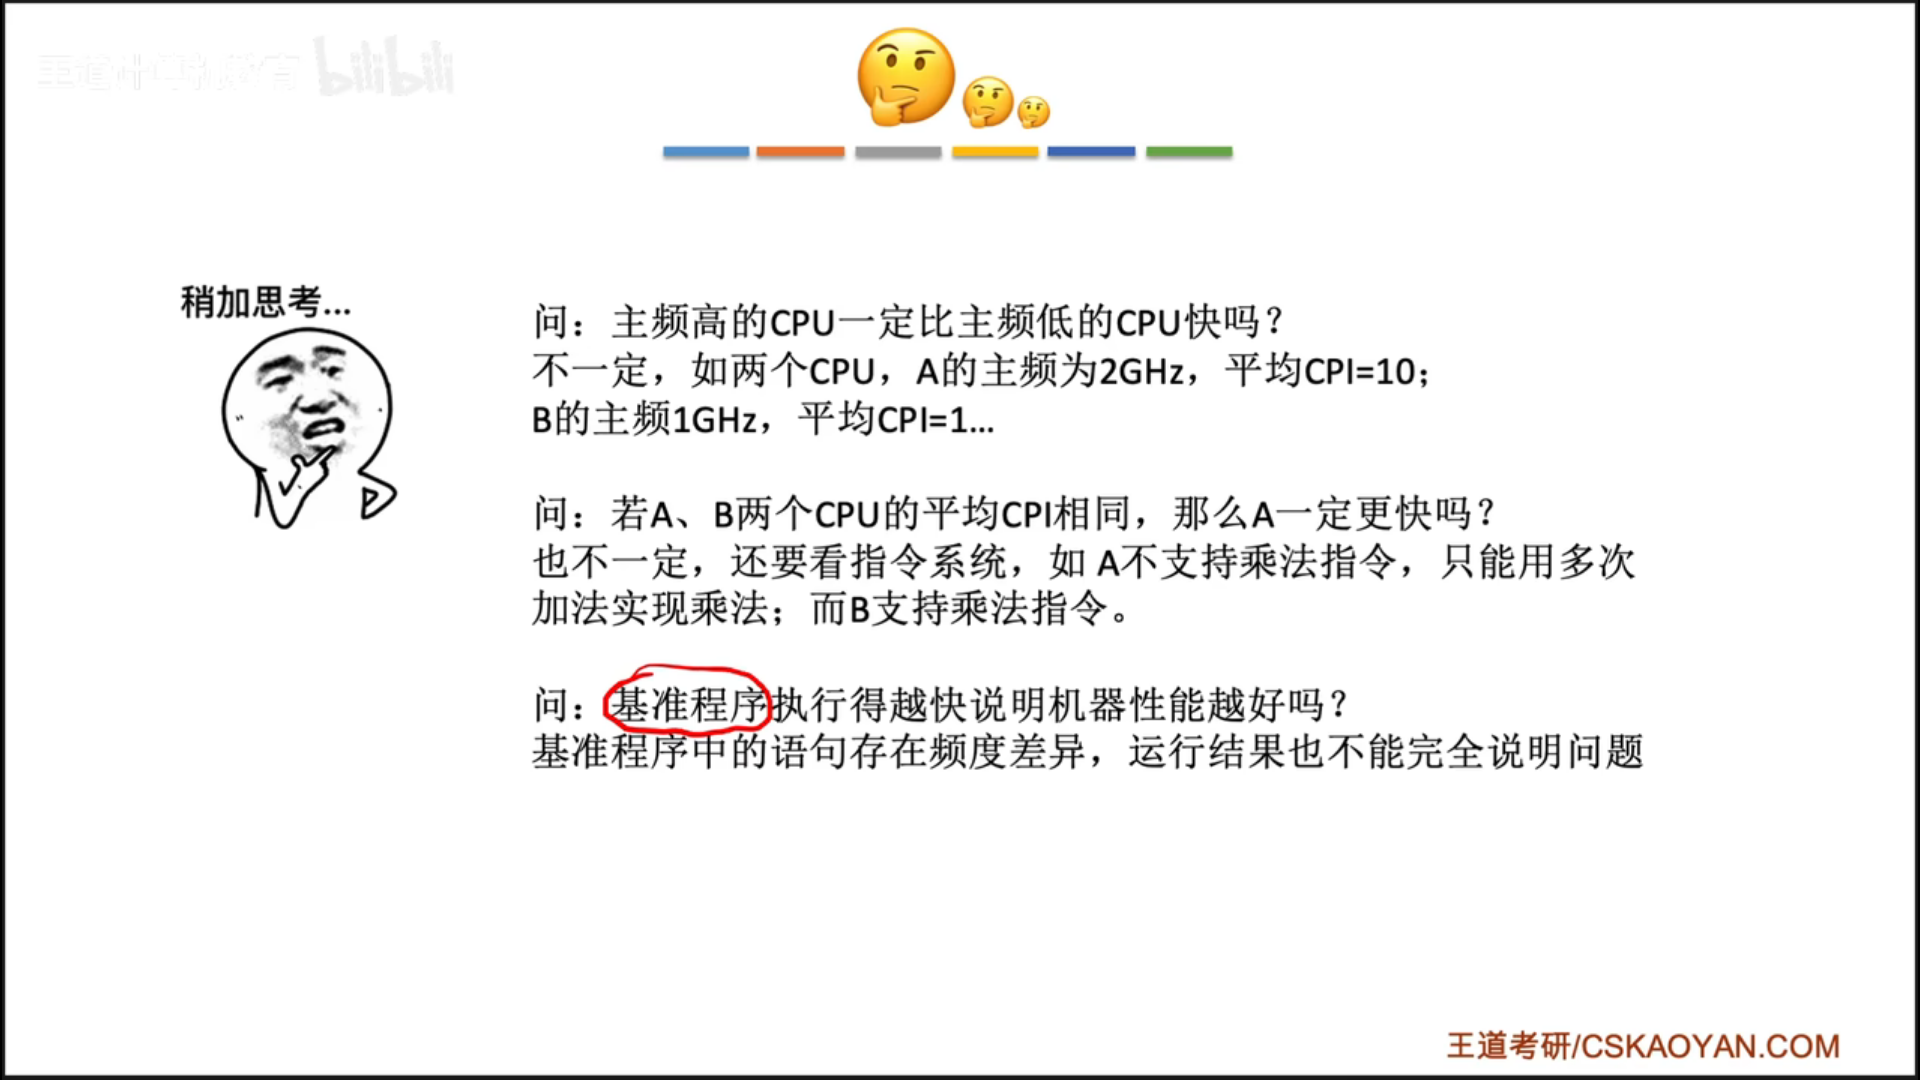 王道计算机教育 bilibili
稍加思考...
问：主频高的CPU一定比主频低的CPU快吗？
不一定，如两个CPU，A的主频为2GHz，平均CPI=10；
B的主频1GHz，平均CPI=1...
问：若A、B两个CPU的平均CPI相同，那么A一定更快吗？
也不一定，还要看指令系统，如 A不支持乘法指令，只能用多次
加法实现乘法；而B支持乘法指令。
问：基准程序执行得越快说明机器性能越好吗？
基准程序中的语句存在频度差异，运行结果也不能完全说明问题
王道考研/CSKAOYAN.COM